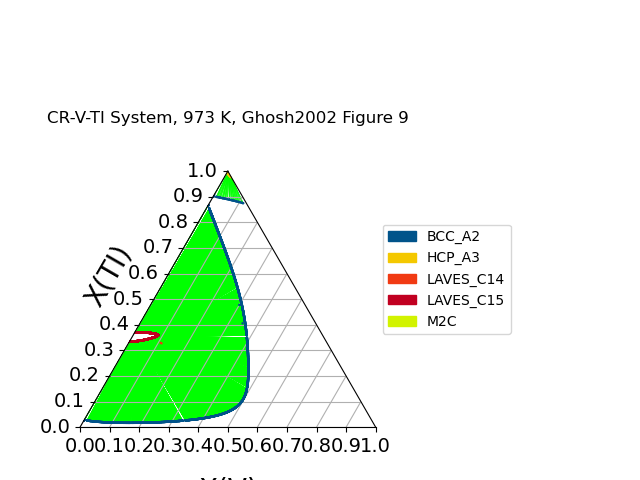 CR-V-TI System, 973 K, Ghosh2002 Figure 9
1.0
0.9
0.8
0.7
0.6
0.5
0.4
0.3
0.2
0.1
0.0
X(TI)
0.00.10.20.30.40.50.60.70.80.91.0
BCC_A2
HCP_A3
LAVES_C14
LAVES_C15
M2C